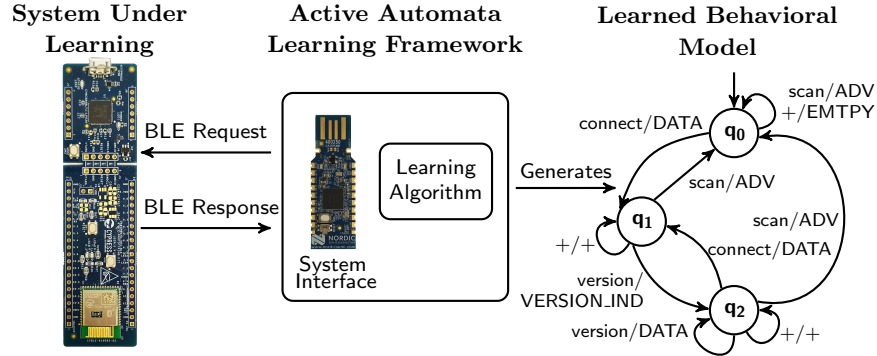 System Under
Learning
Active Automata
Learning Framework
Learned Behavioral
Model
BLE Request
BLE Response
CYPRESS
NORDIC
System
Interface
Learning
Algorithm
Generates
scan/ADV
+/EMTPY
connect/DATA
q0
scan/ADV
q1
+/+
scan/ADV
connect/DATA
version/
VERSION_IND
q2
version/DATA
+/+